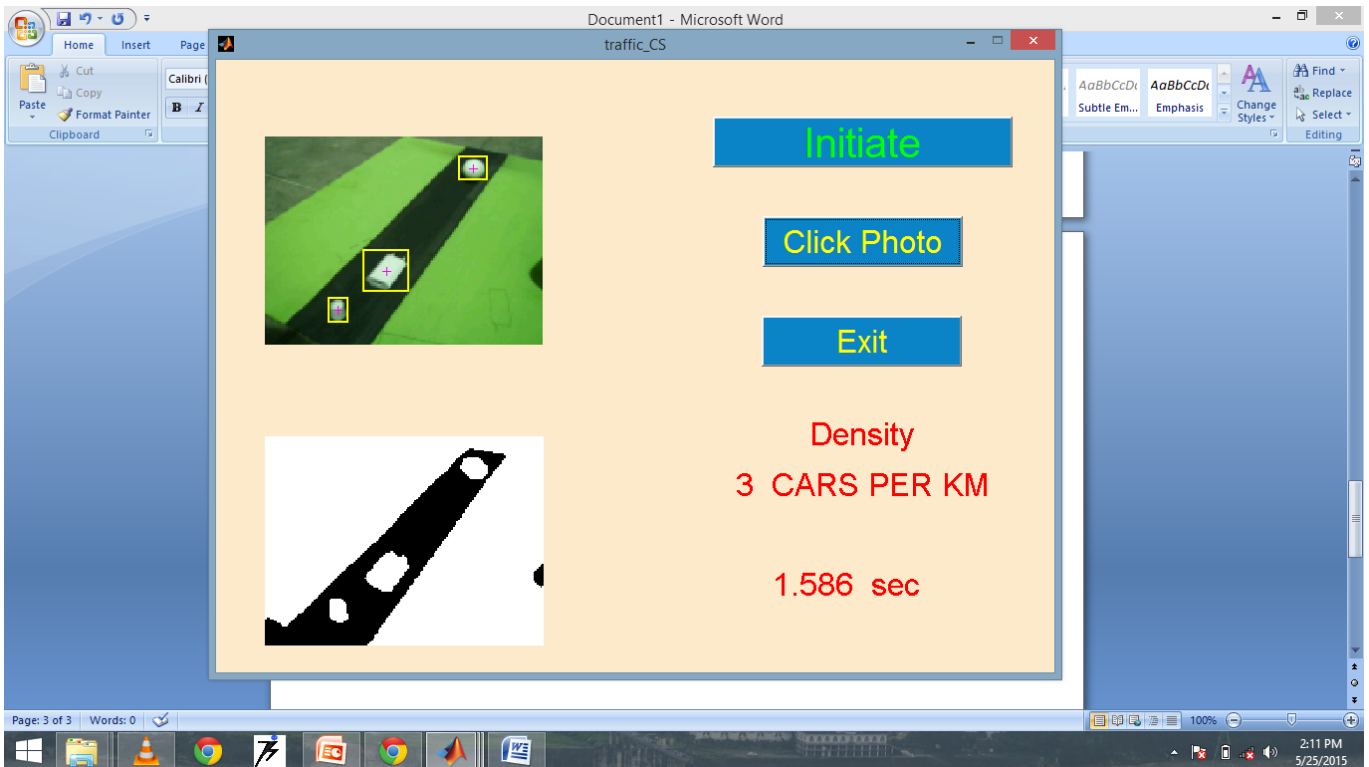 Document1 - Microsoft Word
Home Insert Page
traffic_CS
Cut
Copy
Format Painter
Paste
Clipboard
Calibri (
B I
AaBbCcDc AaBbCcDc
Subtle Em... Emphasis
Change
Styles
Find
Replace
Select
Editing
Initiate
Click Photo
Exit
Density
3 CARS PER KM
1.586 sec
Page: 3 of 3 Words: 0
100%
2:11 PM
5/25/2015